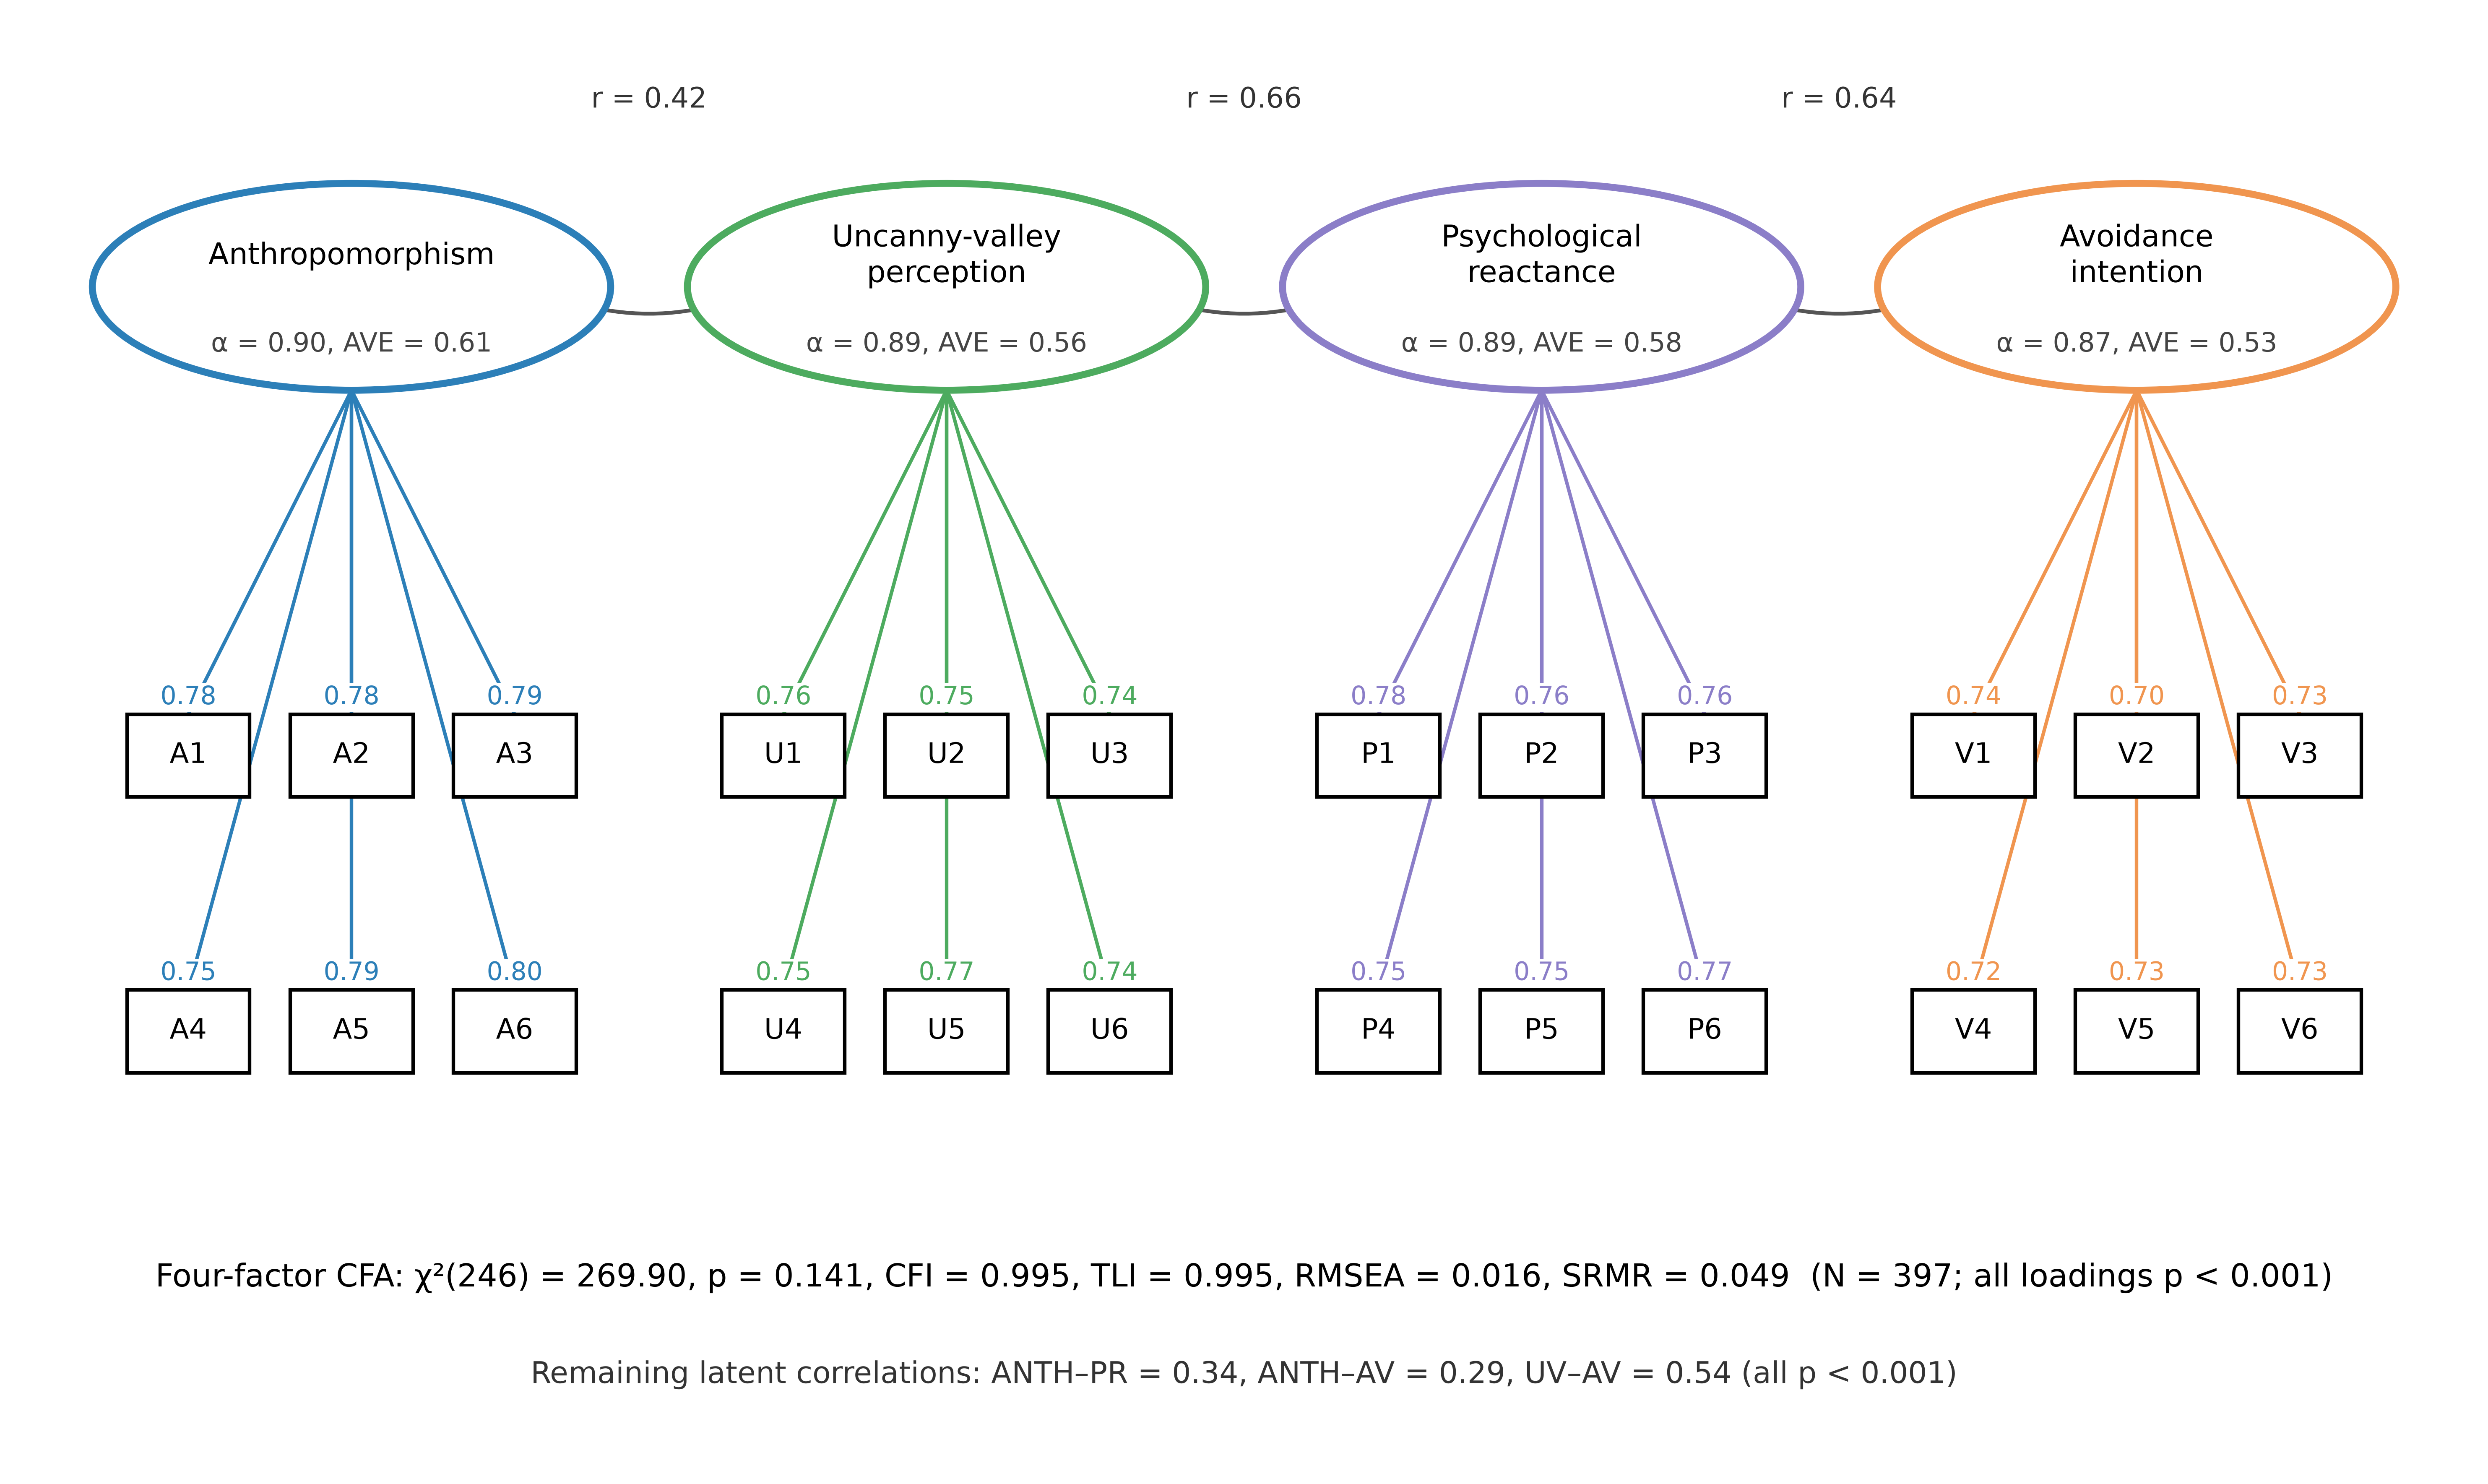 r = 0.42
r = 0.66
r = 0.64
Anthropomorphism
α = 0.90, AVE = 0.61
Uncanny-valley
perception
α = 0.89, AVE = 0.56
Psychological
reactance
α = 0.89, AVE = 0.58
Avoidance
intention
α = 0.87, AVE = 0.53
0.78
0.78
0.79
0.76
0.75
0.74
0.78
0.76
0.76
0.74
0.70
0.73
A1
A2
A3
U1
U2
U3
P1
P2
P3
V1
V2
V3
0.75
0.79
0.80
0.75
0.77
0.74
0.75
0.75
0.77
0.72
0.73
0.73
A4
A5
A6
U4
U5
U6
P4
P5
P6
V4
V5
V6
Four-factor CFA: χ²(246) = 269.90, p = 0.141, CFI = 0.995, TLI = 0.995, RMSEA = 0.016, SRMR = 0.049 (N = 397; all loadings p < 0.001)
Remaining latent correlations: ANTH–PR = 0.34, ANTH–AV = 0.29, UV–AV = 0.54 (all p < 0.001)